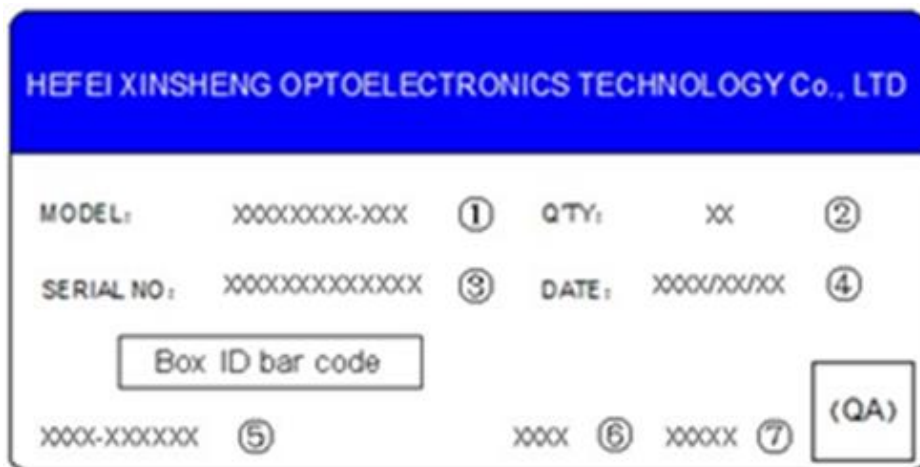 HEFEI XINSHENG OPTOELECTRONICS TECHNOLOGY Co., LTD
MODEL: XXXXXXXX-XXX ① Q'TY: XX ②
SERIAL NO: XXXXXXXXXXXXX ③ DATE: XXXX/XX/XX ④
Box ID bar code
(QA)
XXXX-XXXXXX ⑤ XXXX ⑥ XXXXX ⑦